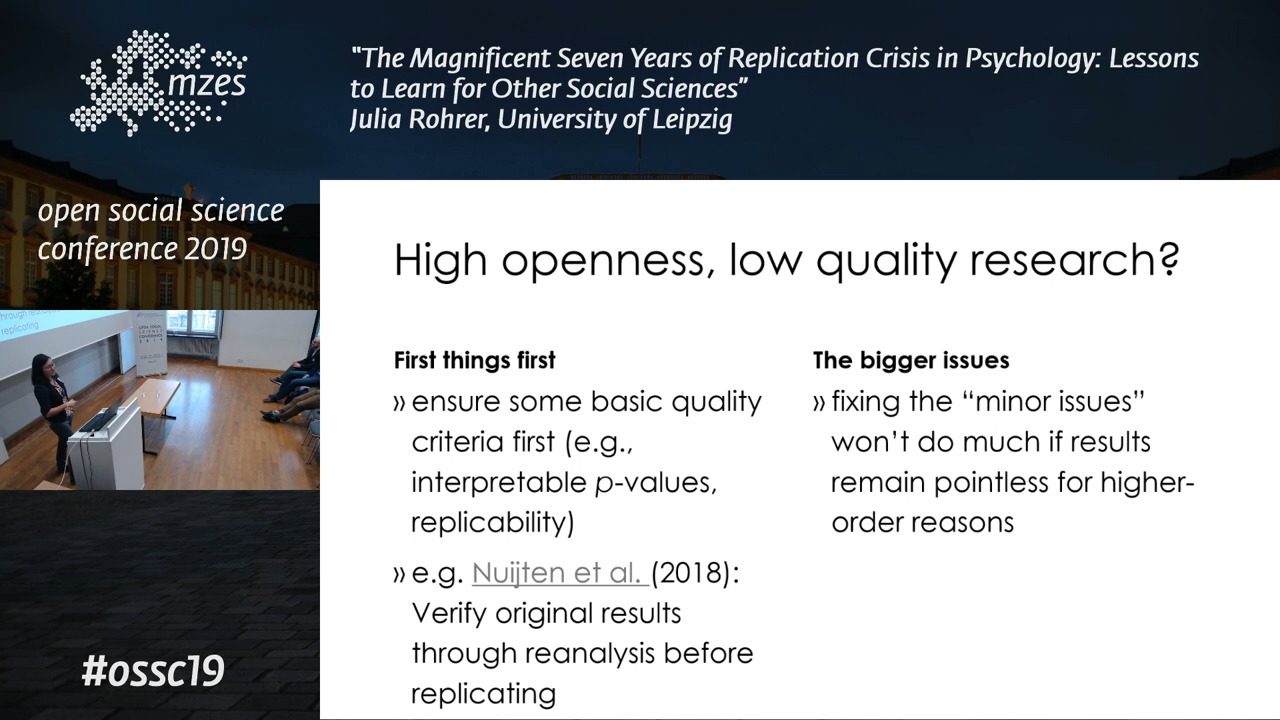 mzes
"The Magnificent Seven Years of Replication Crisis in Psychology: Lessons
to Learn for Other Social Sciences"
Julia Rohrer, University of Leipzig
open social science
conference 2019
High openness, low quality research?
First things first
» ensure some basic quality
criteria first (e.g.,
interpretable p-values,
replicability)
» e.g. Nuijten et al. (2018):
Verify original results
through reanalysis before
replicating
The bigger issues
» fixing the “minor issues”
won’t do much if results
remain pointless for higher-
order reasons
replicating
#ossc19